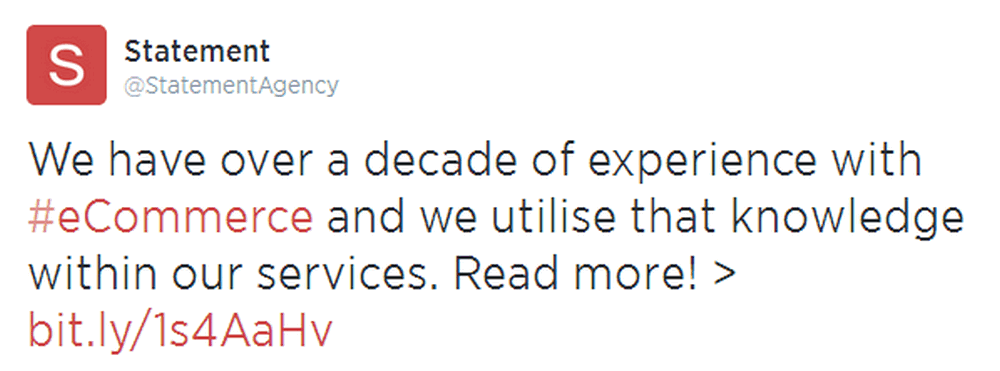 S
Statement
@StatementAgency
We have over a decade of experience with
#eCommerce and we utilise that knowledge
within our services. Read more! >
bit.ly/1s4AaHv